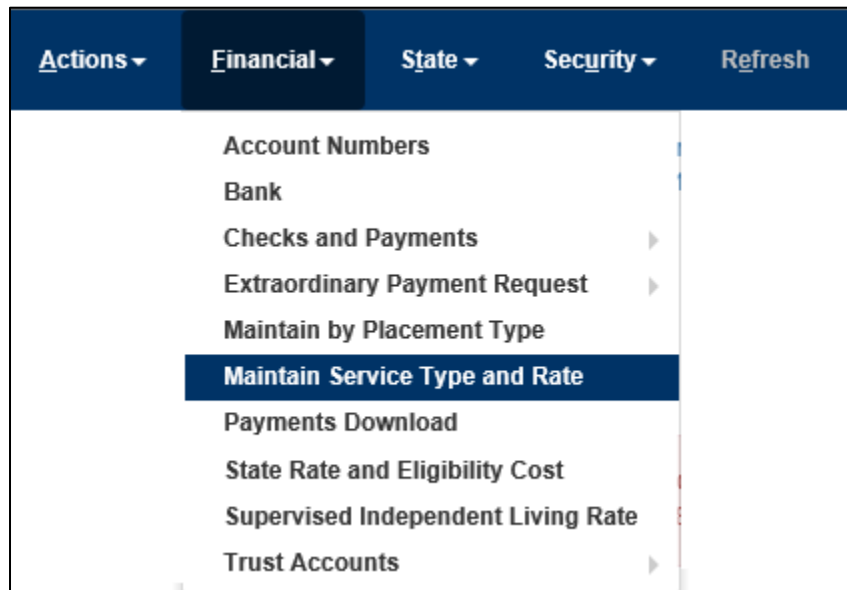 Actions Financial State Security Refresh
Account Numbers
Bank
Checks and Payments
Extraordinary Payment Request
Maintain by Placement Type
Maintain Service Type and Rate
Payments Download
State Rate and Eligibility Cost
Supervised Independent Living Rate
Trust Accounts